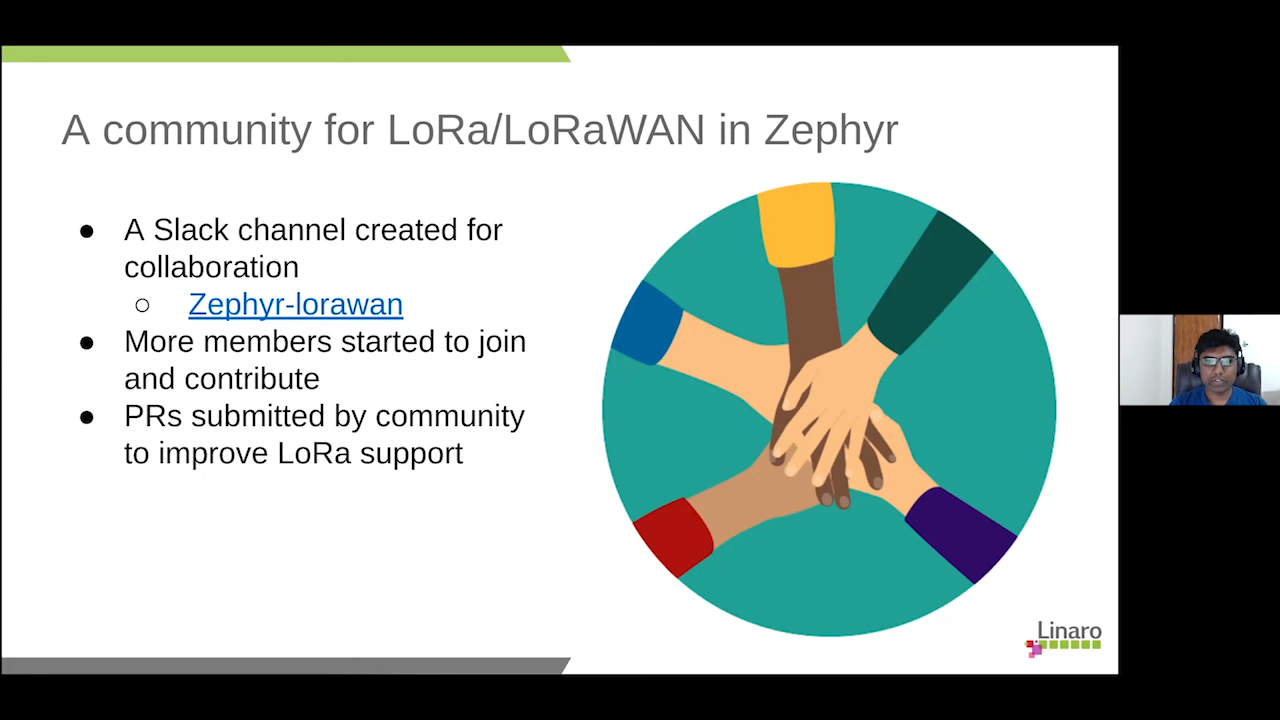 A community for LoRa/LoRaWAN in Zephyr
● A Slack channel created for
collaboration
○ Zephyr-lorawan
● More members started to join
and contribute
● PRs submitted by community
to improve LoRa support
Linaro